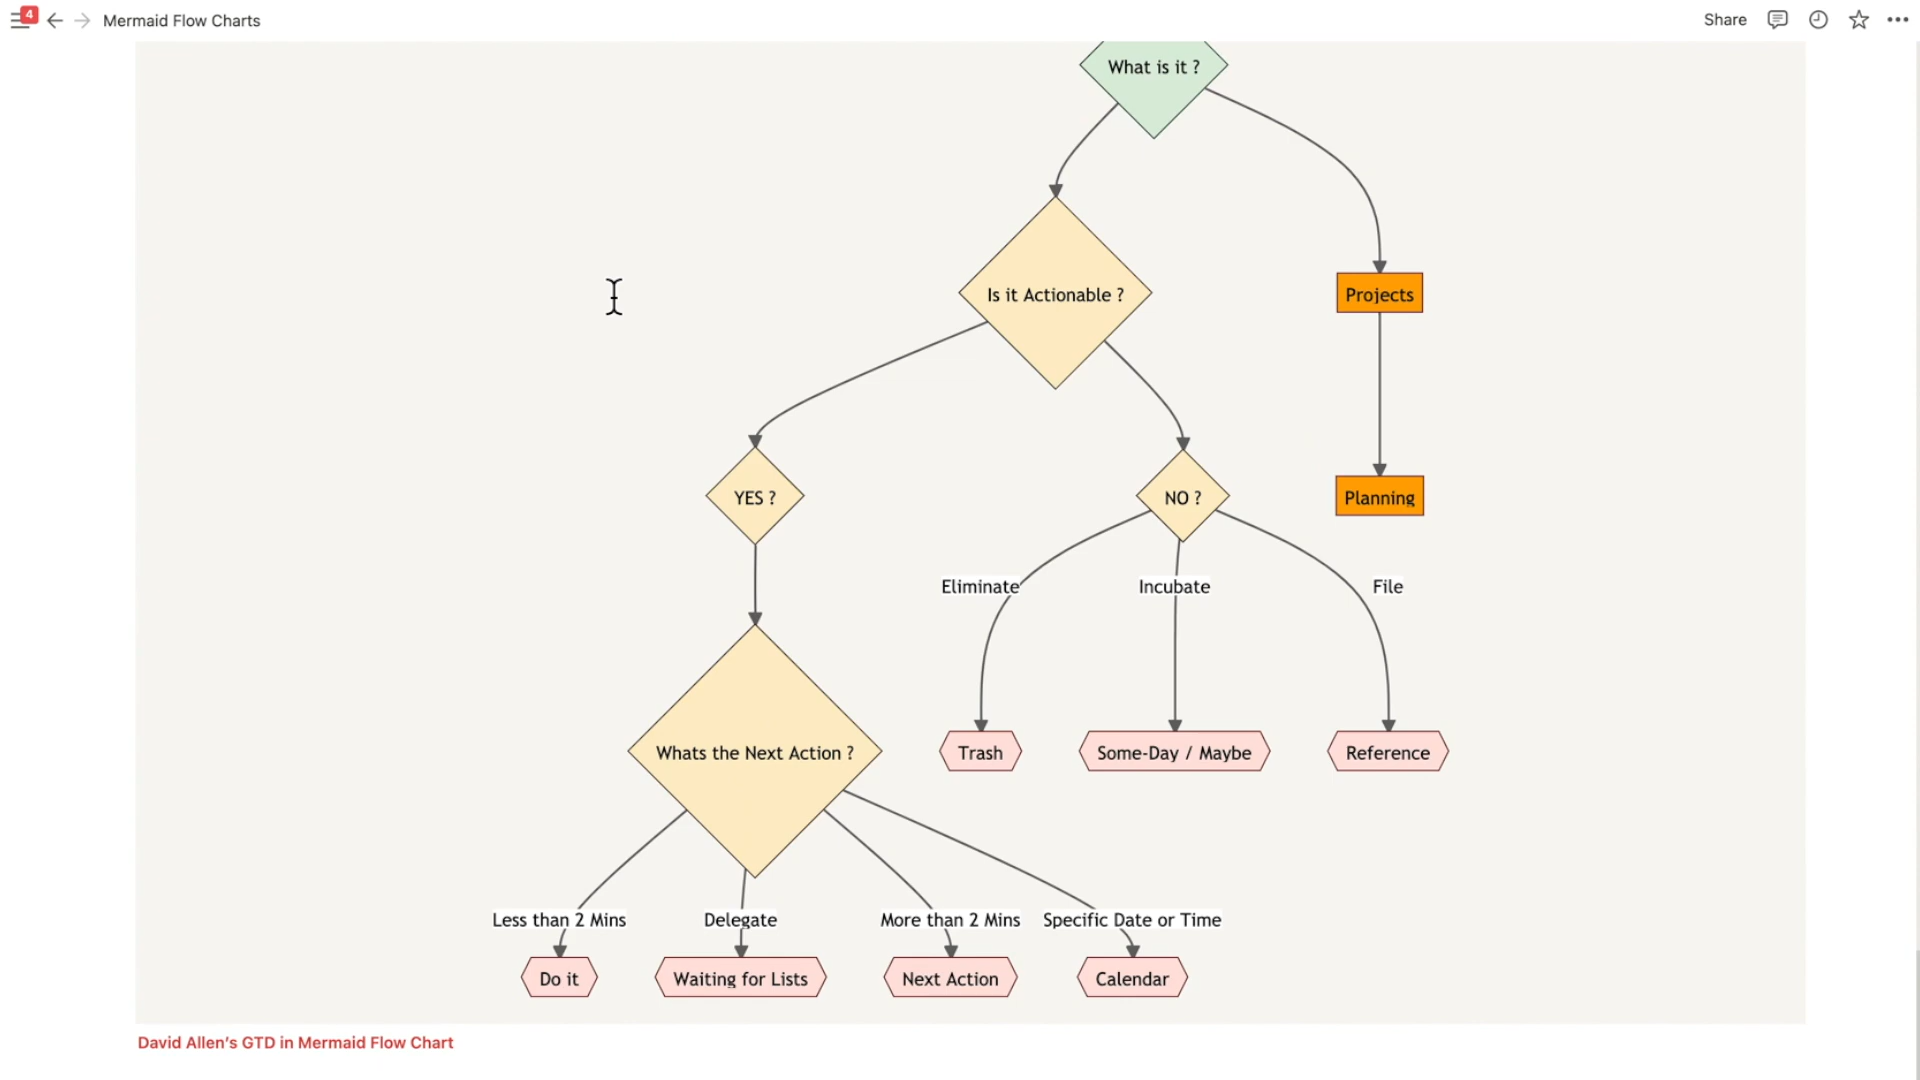 4
Mermaid Flow Charts
Share
What is it ?
Is it Actionable ?
Projects
YES ?
NO ?
Planning
Eliminate
Incubate
File
Whats the Next Action ?
Trash
Some-Day / Maybe
Reference
Less than 2 Mins
Delegate
More than 2 Mins
Specific Date or Time
Do it
Waiting for Lists
Next Action
Calendar
David Allen's GTD in Mermaid Flow Chart